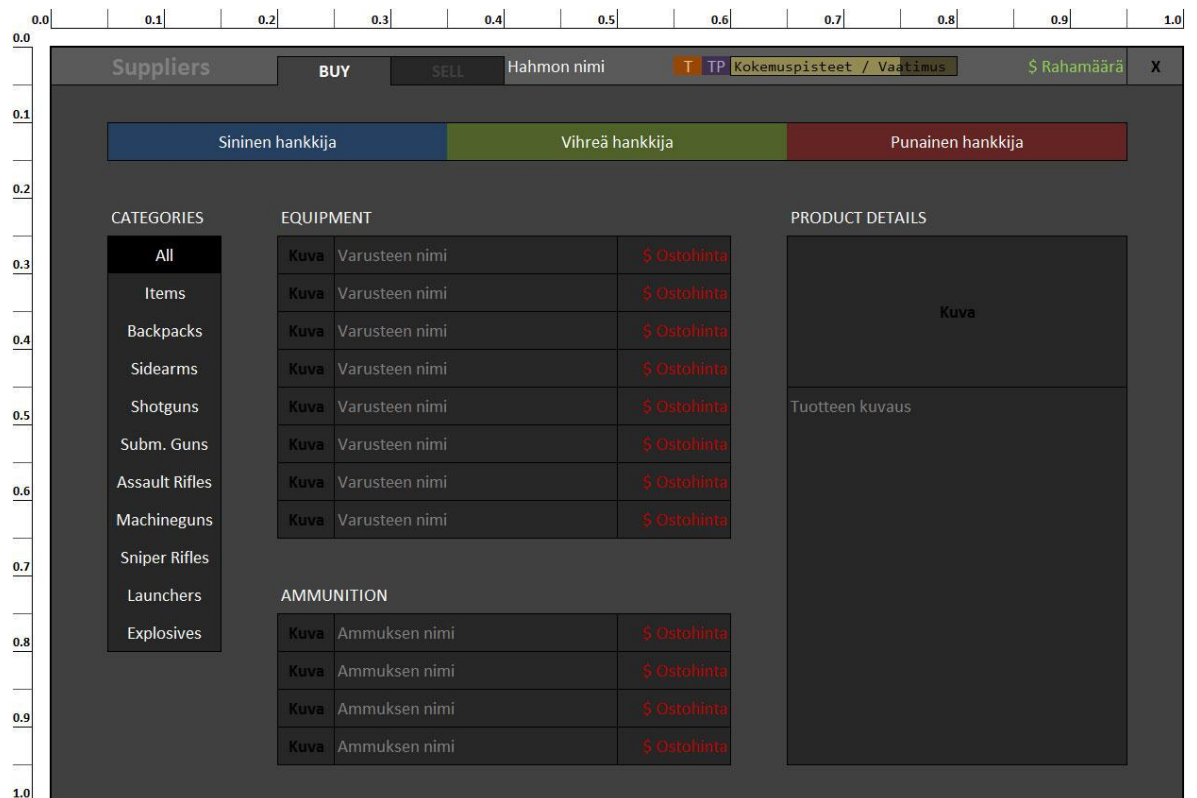 0.0 0.1 0.2 0.3 0.4 0.5 0.6 0.7 0.8 0.9 1.0
0.0
Suppliers BUY SELL Hahmon nimi T TP Kokemuspisteet / Vaatimus $ Rahamäärä X
0.1
Sininen hankkija Vihreä hankkija Punainen hankkija
0.2
CATEGORIES EQUIPMENT PRODUCT DETAILS
All Kuva Varusteen nimi $ Ostohinta
0.3
Items Kuva Varusteen nimi $ Ostohinta
Kuva
Backpacks Kuva Varusteen nimi $ Ostohinta
0.4
Sidearms Kuva Varusteen nimi $ Ostohinta
Shotguns Kuva Varusteen nimi $ Ostohinta Tuotteen kuvaus
0.5
Subm. Guns Kuva Varusteen nimi $ Ostohinta
Assault Rifles Kuva Varusteen nimi $ Ostohinta
0.6
Machineguns Kuva Varusteen nimi $ Ostohinta
Sniper Rifles
0.7
Launchers AMMUNITION
Explosives Kuva Ammuksen nimi $ Ostohinta
0.8
Kuva Ammuksen nimi $ Ostohinta
Kuva Ammuksen nimi $ Ostohinta
0.9
Kuva Ammuksen nimi $ Ostohinta
1.0